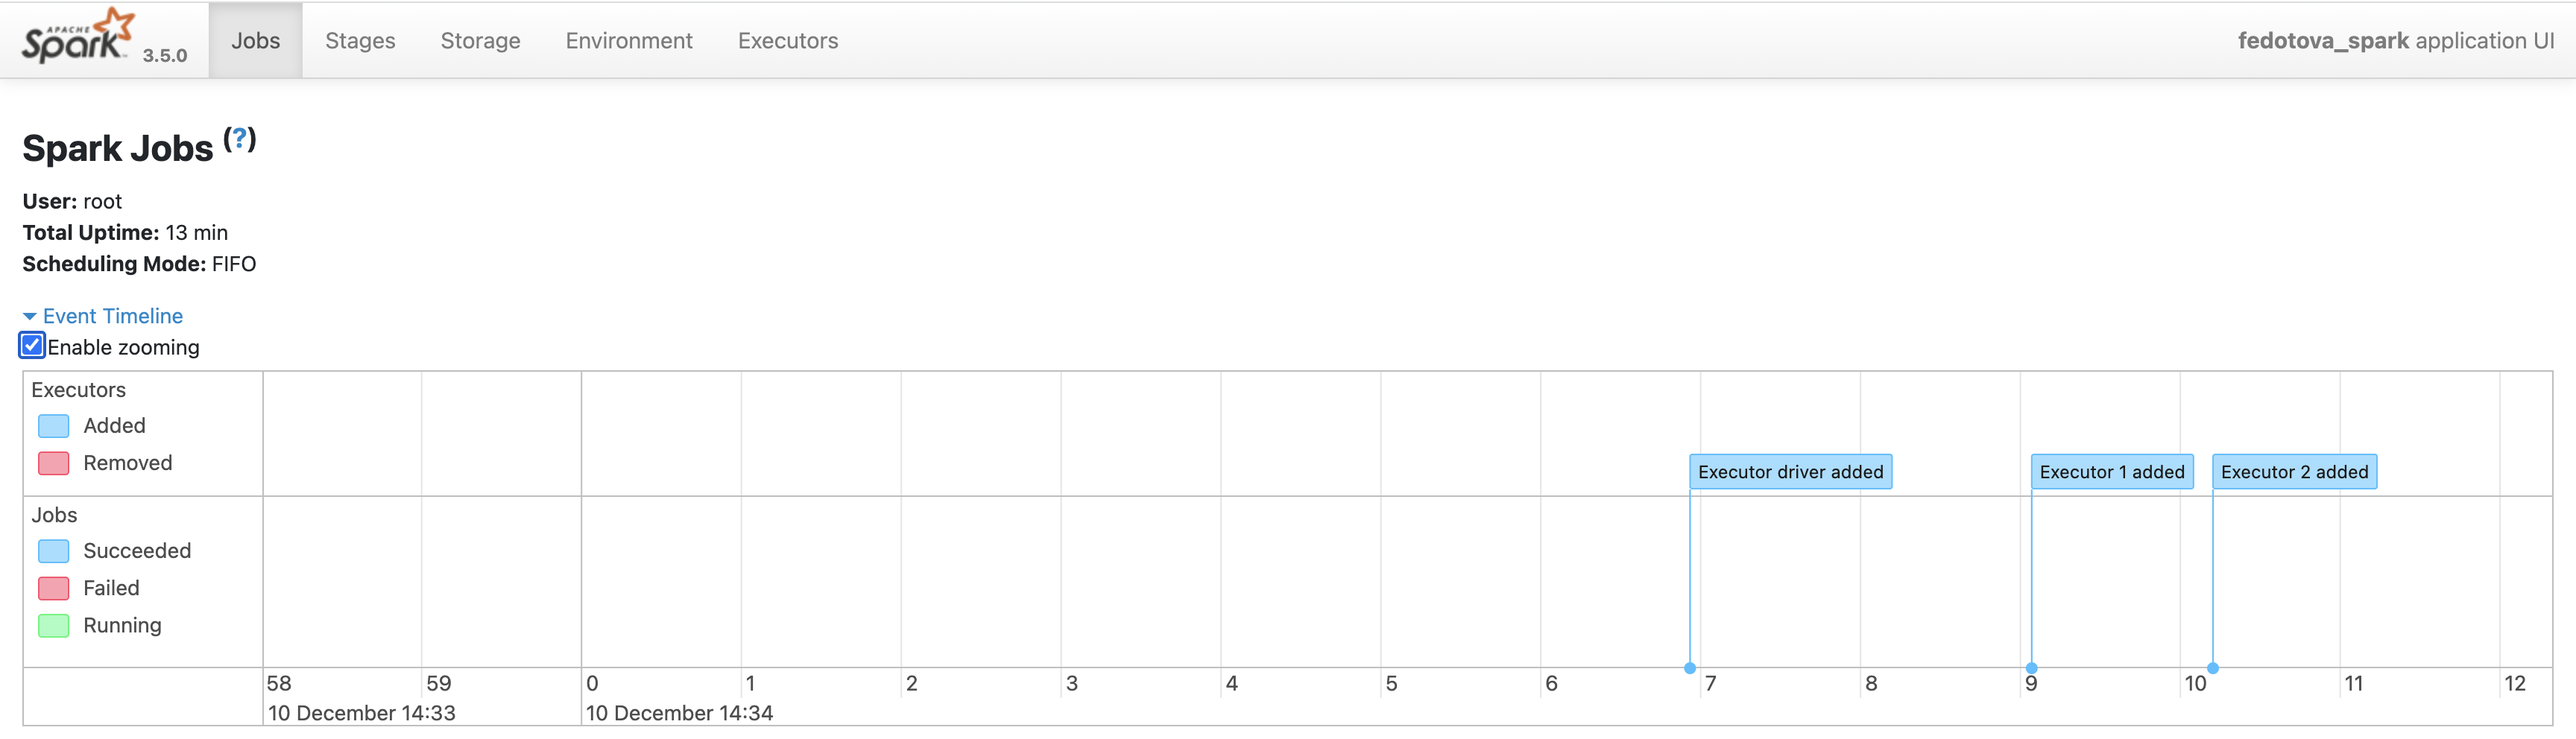 APACHE
Spark 3.5.0 Jobs Stages Storage Environment Executors fedotova_spark application UI
Spark Jobs (?)
User: root
Total Uptime: 13 min
Scheduling Mode: FIFO
Event Timeline
Enable zooming
Executors
Added
Removed
Executor driver added Executor 1 added Executor 2 added
Jobs
Succeeded
Failed
Running
58 59 0 1 2 3 4 5 6 7 8 9 10 11 12
10 December 14:33 10 December 14:34